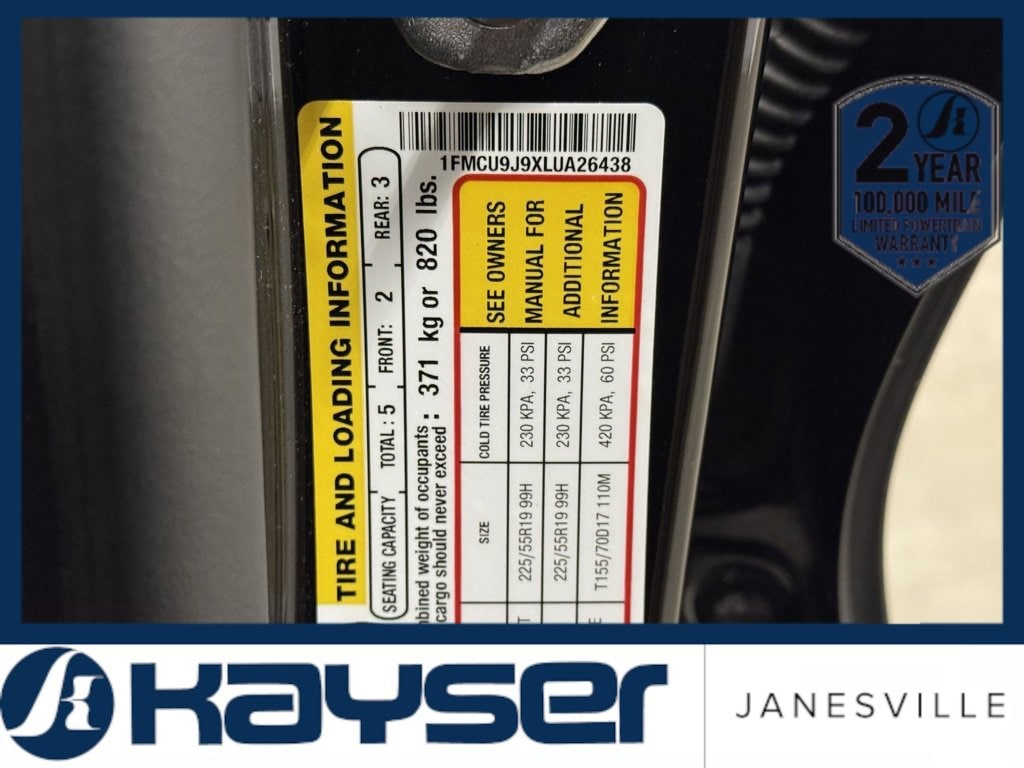 1FMCU9J9XLUA26438
TIRE AND LOADING INFORMATION
SEATING CAPACITY TOTAL : 5 FRONT: 2 REAR: 3
of occupants
cargo should never exceed : 371 kg or 820 lbs.
SIZE COLD TIRE PRESSURE
225/55R19 99H 230 KPA, 33 PSI
225/55R19 99H 230 KPA, 33 PSI
T155/70D17 110M 420 KPA, 60 PSI
SEE OWNERS
MANUAL FOR
ADDITIONAL
INFORMATION
2 YEAR
100,000 MILE
LIMITED POWERTRAIN
WARRANTY
KAYSER
JANESVILLE